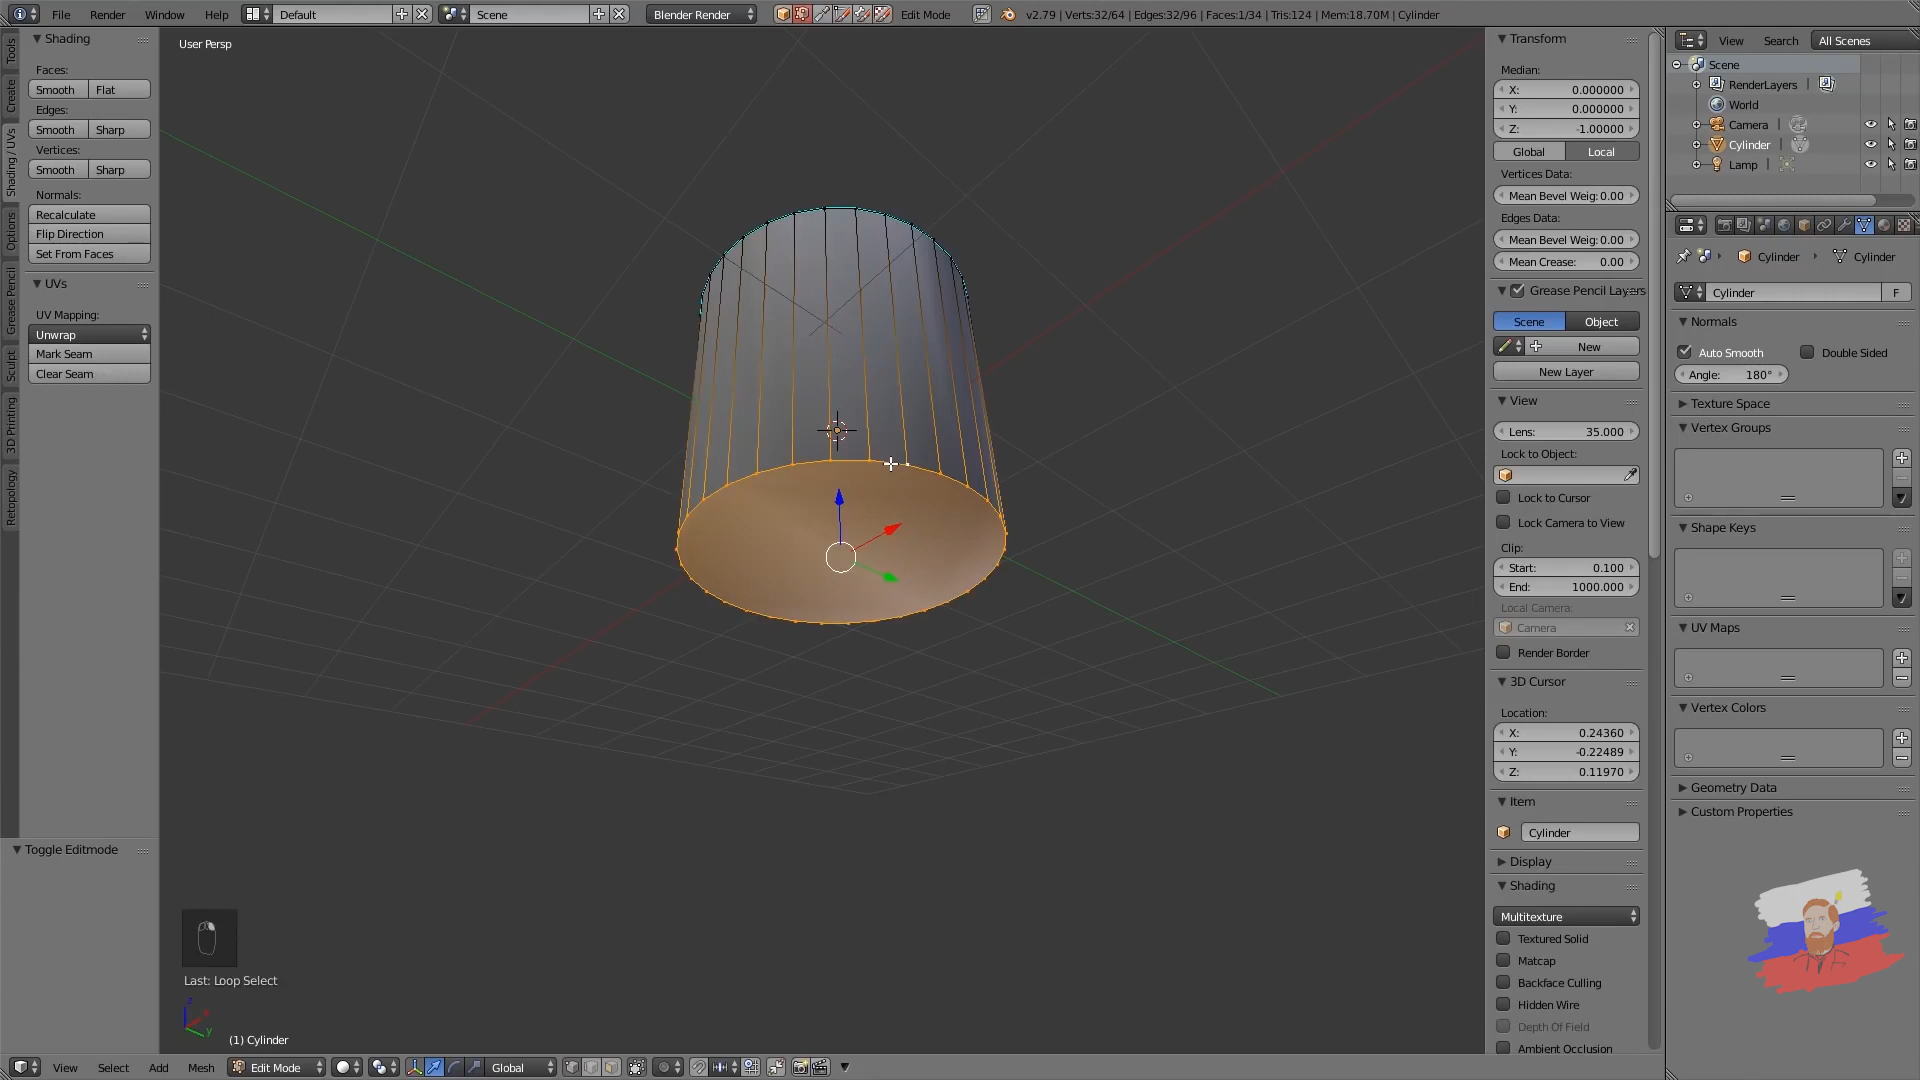 File Render Window Help Default Scene Blender Render Edit Mode v2.79 | Verts:32/64 | Edges:32/96 | Faces:1/34 | Tris:124 | Mem:18.70M | Cylinder
Tools
Create
Shading / UVs
Options
Grease Pencil
Sculpt
3D Printing
Retopology
Shading
Faces:
Smooth Flat
Edges:
Smooth Sharp
Vertices:
Smooth Sharp
Normals:
Recalculate
Flip Direction
Set From Faces
UVs
UV Mapping:
Unwrap
Mark Seam
Clear Seam
Toggle Editmode
User Persp
Last: Loop Select
z
x
y
(1) Cylinder
View Select Add Mesh Edit Mode Global
Transform
Median:
X: 0.000000
Y: 0.000000
Z: -1.00000
Global Local
Vertices Data:
Mean Bevel Weig: 0.00
Edges Data:
Mean Bevel Weig: 0.00
Mean Crease: 0.00
Grease Pencil Layers
Scene Object
New
New Layer
View
Lens: 35.000
Lock to Object:
Lock to Cursor
Lock Camera to View
Clip:
Start: 0.100
End: 1000.000
Local Camera:
Camera
Render Border
3D Cursor
Location:
X: 0.24360
Y: -0.22489
Z: 0.11970
Item
Cylinder
Display
Shading
Multitexture
Textured Solid
Matcap
Backface Culling
Hidden Wire
Depth Of Field
Ambient Occlusion
View Search All Scenes
Scene
RenderLayers
World
Camera
Cylinder
Lamp
Cylinder Cylinder
Cylinder F
Normals
Auto Smooth Double Sided
Angle: 180°
Texture Space
Vertex Groups
Shape Keys
UV Maps
Vertex Colors
Geometry Data
Custom Properties